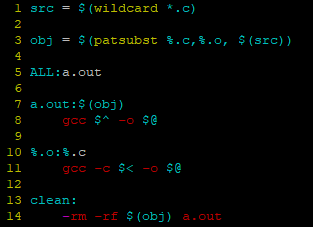 1 src = $(wildcard *.c)
2
3 obj = $(patsubst %.c,%.o, $(src))
4
5 ALL:a.out
6
7 a.out:$(obj)
8 gcc $^ -o $@
9
10 %.o:%.c
11 gcc -c $< -o $@
12
13 clean:
14 -rm -rf $(obj) a.out